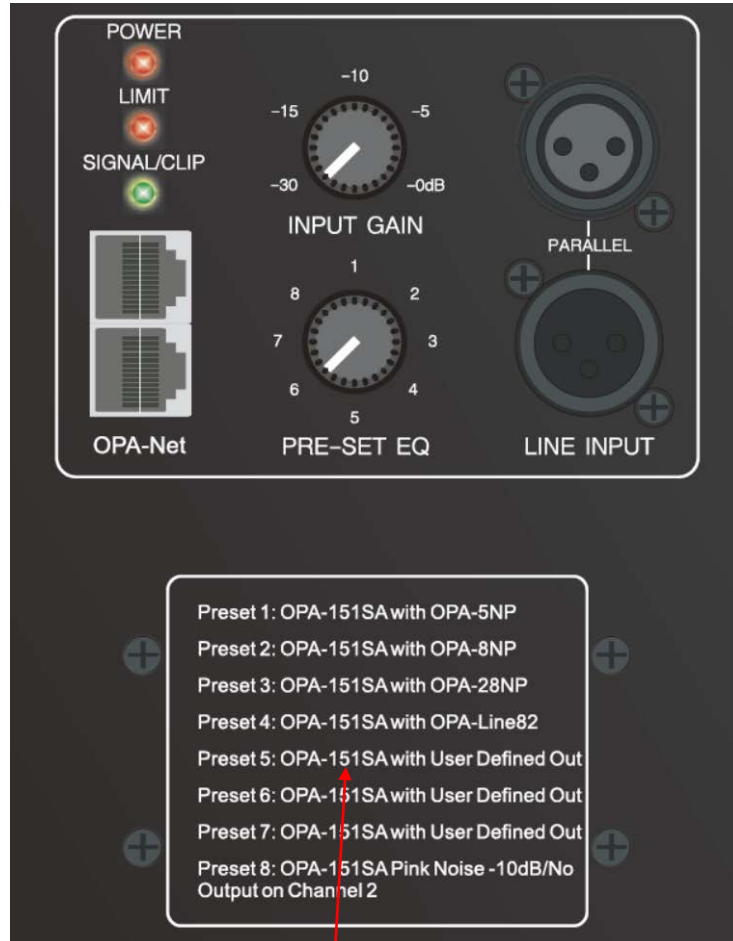 POWER
LIMIT
SIGNAL/CLIP
OPA-Net
-10
-15
-5
-30
-0dB
INPUT GAIN
1
8
2
7
3
6
4
5
PRE-SET EQ
PARALLEL
LINE INPUT
Preset 1: OPA-151SA with OPA-5NP
Preset 2: OPA-151SA with OPA-8NP
Preset 3: OPA-151SA with OPA-28NP
Preset 4: OPA-151SA with OPA-Line82
Preset 5: OPA-151SA with User Defined Out
Preset 6: OPA-151SA with User Defined Out
Preset 7: OPA-151SA with User Defined Out
Preset 8: OPA-151SA Pink Noise -10dB/No
Output on Channel 2